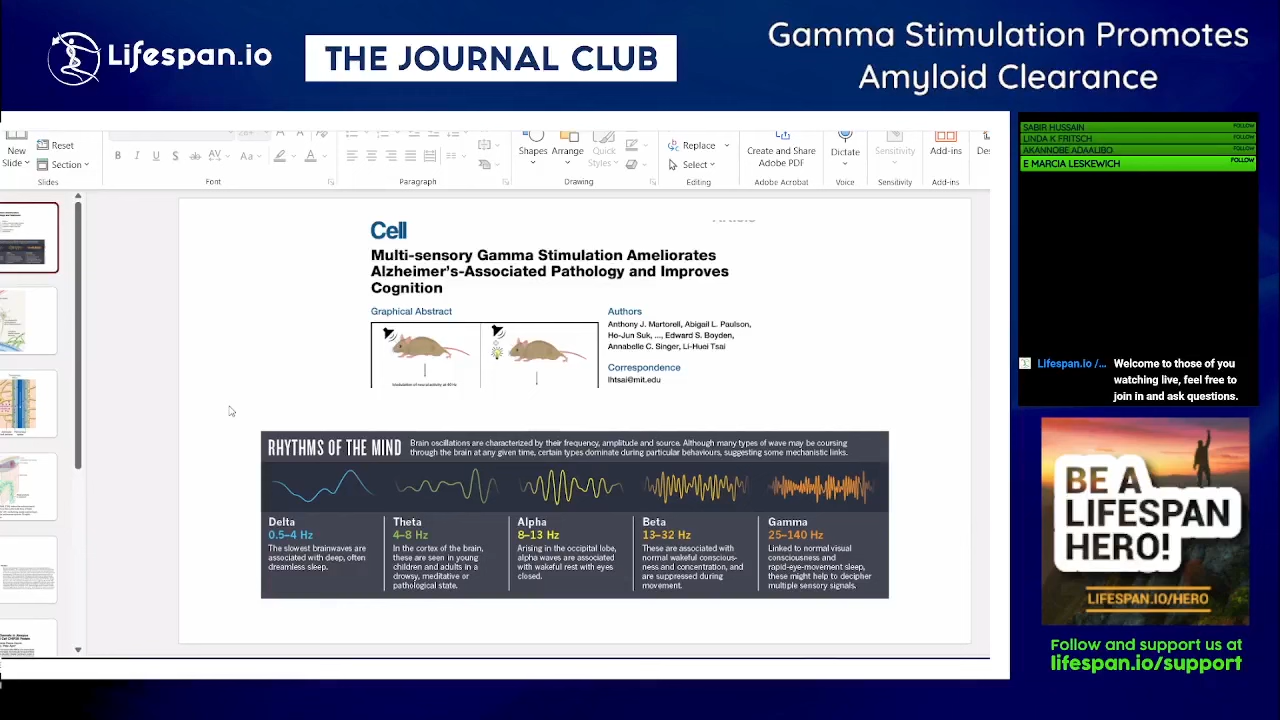 Lifespan.io
THE JOURNAL CLUB
Gamma Stimulation Promotes
Amyloid Clearance
New
Slide
Reset
Section
Slides
B I U S ab AV Aa A
Font
Paragraph
Shapes
Arrange
Quick
Styles
Drawing
Replace
Select
Editing
Create and Share
Adobe PDF
Adobe Acrobat
Dictate
Voice
Sensitivity
Sensitivity
Add-ins
Add-ins
Cell
Multi-sensory Gamma Stimulation Ameliorates
Alzheimer's-Associated Pathology and Improves
Cognition
Graphical Abstract
Authors
Anthony J. Martorell, Abigail L. Paulson,
Ho-Jun Suk, ..., Edward S. Boyden,
Annabelle C. Singer, Li-Huei Tsai
Correspondence
lhtsai@mit.edu
RHYTHMS OF THE MIND
Brain oscillations are characterized by their frequency, amplitude and source. Although many types of wave may be coursing
through the brain at any given time, certain types dominate during particular behaviours, suggesting some mechanistic links.
Delta
0.5–4 Hz
The slowest brainwaves are
associated with deep, often
dreamless sleep.
Theta
4–8 Hz
In the cortex of the brain,
these are seen in young
children and adults in a
drowsy, meditative or
pathological state.
Alpha
8–13 Hz
Arising in the occipital lobe,
alpha waves are associated
with wakeful rest with eyes
closed.
Beta
13–32 Hz
These are associated with
normal wakeful conscious-
ness and concentration, and
are suppressed during
movement.
Gamma
25–140 Hz
Linked to normal visual
consciousness and
rapid-eye-movement sleep,
these might help to decipher
multiple sensory signals.
SABIR HUSSAIN FOLLOW
LINDA K FRITSCH FOLLOW
AKANNOBE ADAALIBO FOLLOW
E MARCIA LESKEWICH FOLLOW
Lifespan.io /... Welcome to those of you
watching live, feel free to
join in and ask questions.
BE A
LIFESPAN
HERO!
LIFESPAN.IO/HERO
Follow and support us at
lifespan.io/support